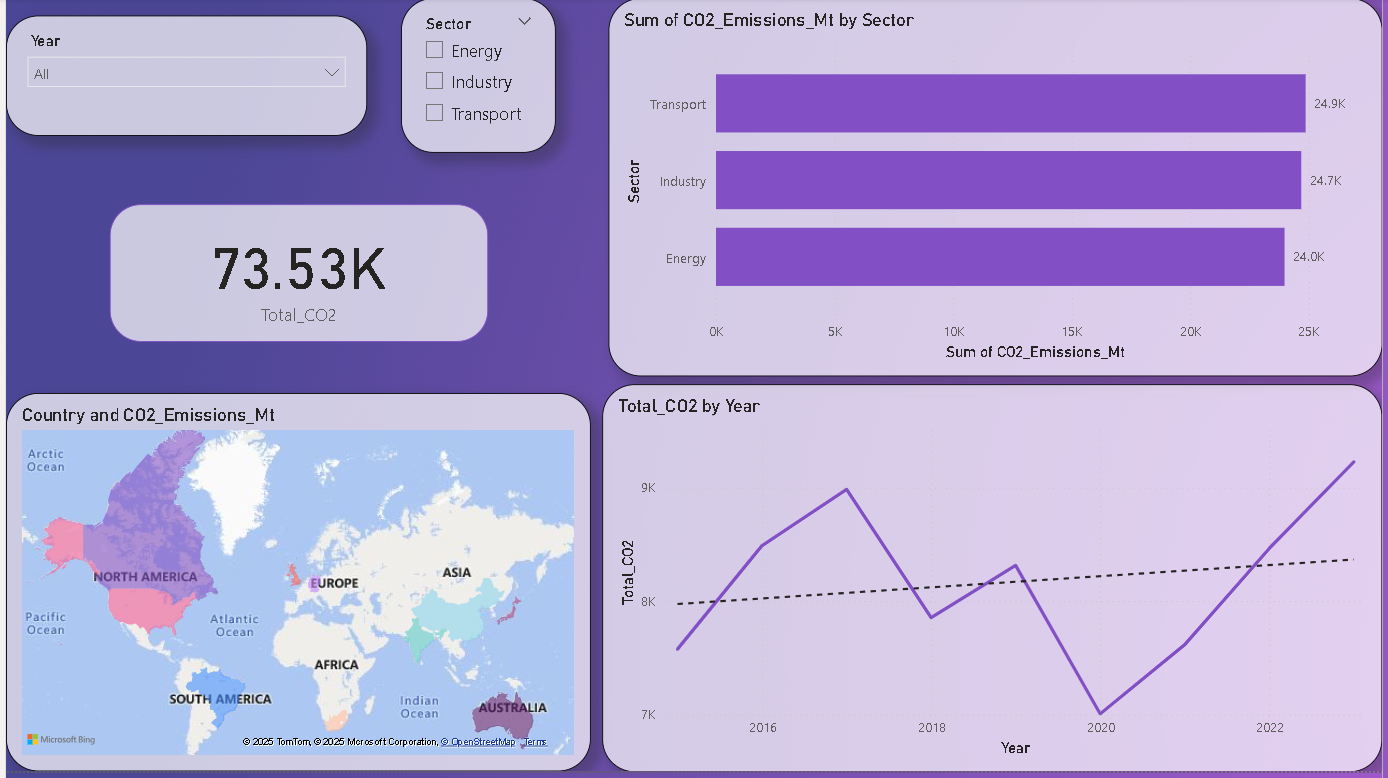 Year
All
Sector
Energy
Industry
Transport
73.53K
Total_CO2
Sum of CO2_Emissions_Mt by Sector
Sector
Transport
24.9K
Industry
24.7K
Energy
24.0K
0K 5K 10K 15K 20K 25K
Sum of CO2_Emissions_Mt
Country and CO2_Emissions_Mt
Arctic
Ocean
NORTH AMERICA
EUROPE
ASIA
Pacific
Ocean
Atlantic
Ocean
AFRICA
SOUTH AMERICA
Indian
Ocean
AUSTRALIA
Microsoft Bing
© 2025 TomTom, © 2025 Microsoft Corporation, © OpenStreetMap Terms
Total_CO2 by Year
Total_CO2
9K
8K
7K
2016 2018 2020 2022
Year